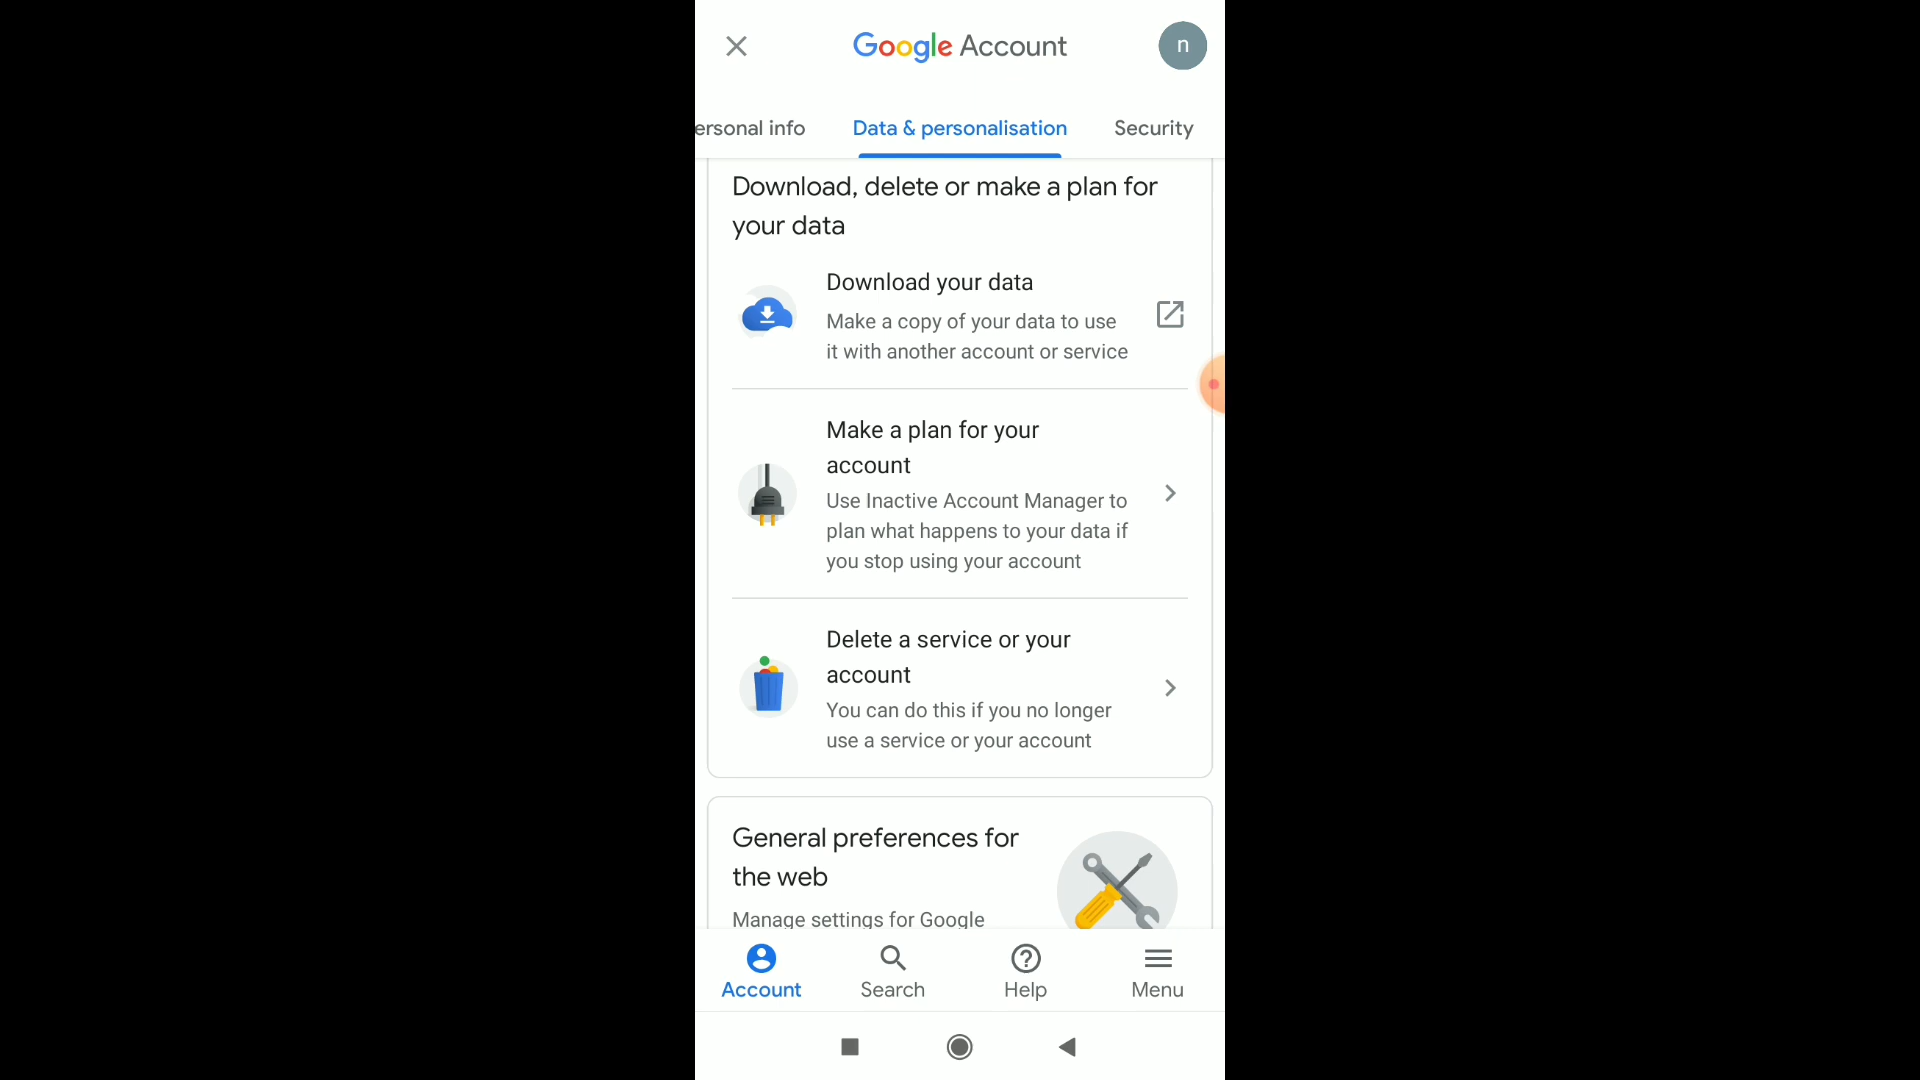 Google Account
n
ersonal info
Data & personalisation
Security
Download, delete or make a plan for
your data
Download your data
Make a copy of your data to use
it with another account or service
Make a plan for your
account
Use Inactive Account Manager to
plan what happens to your data if
you stop using your account
Delete a service or your
account
You can do this if you no longer
use a service or your account
General preferences for
the web
Manage settings for Google
Account
Search
Help
Menu